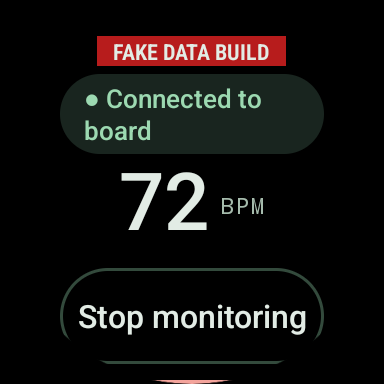 FAKE DATA BUILD
● Connected to
board
72 BPM
Stop monitoring